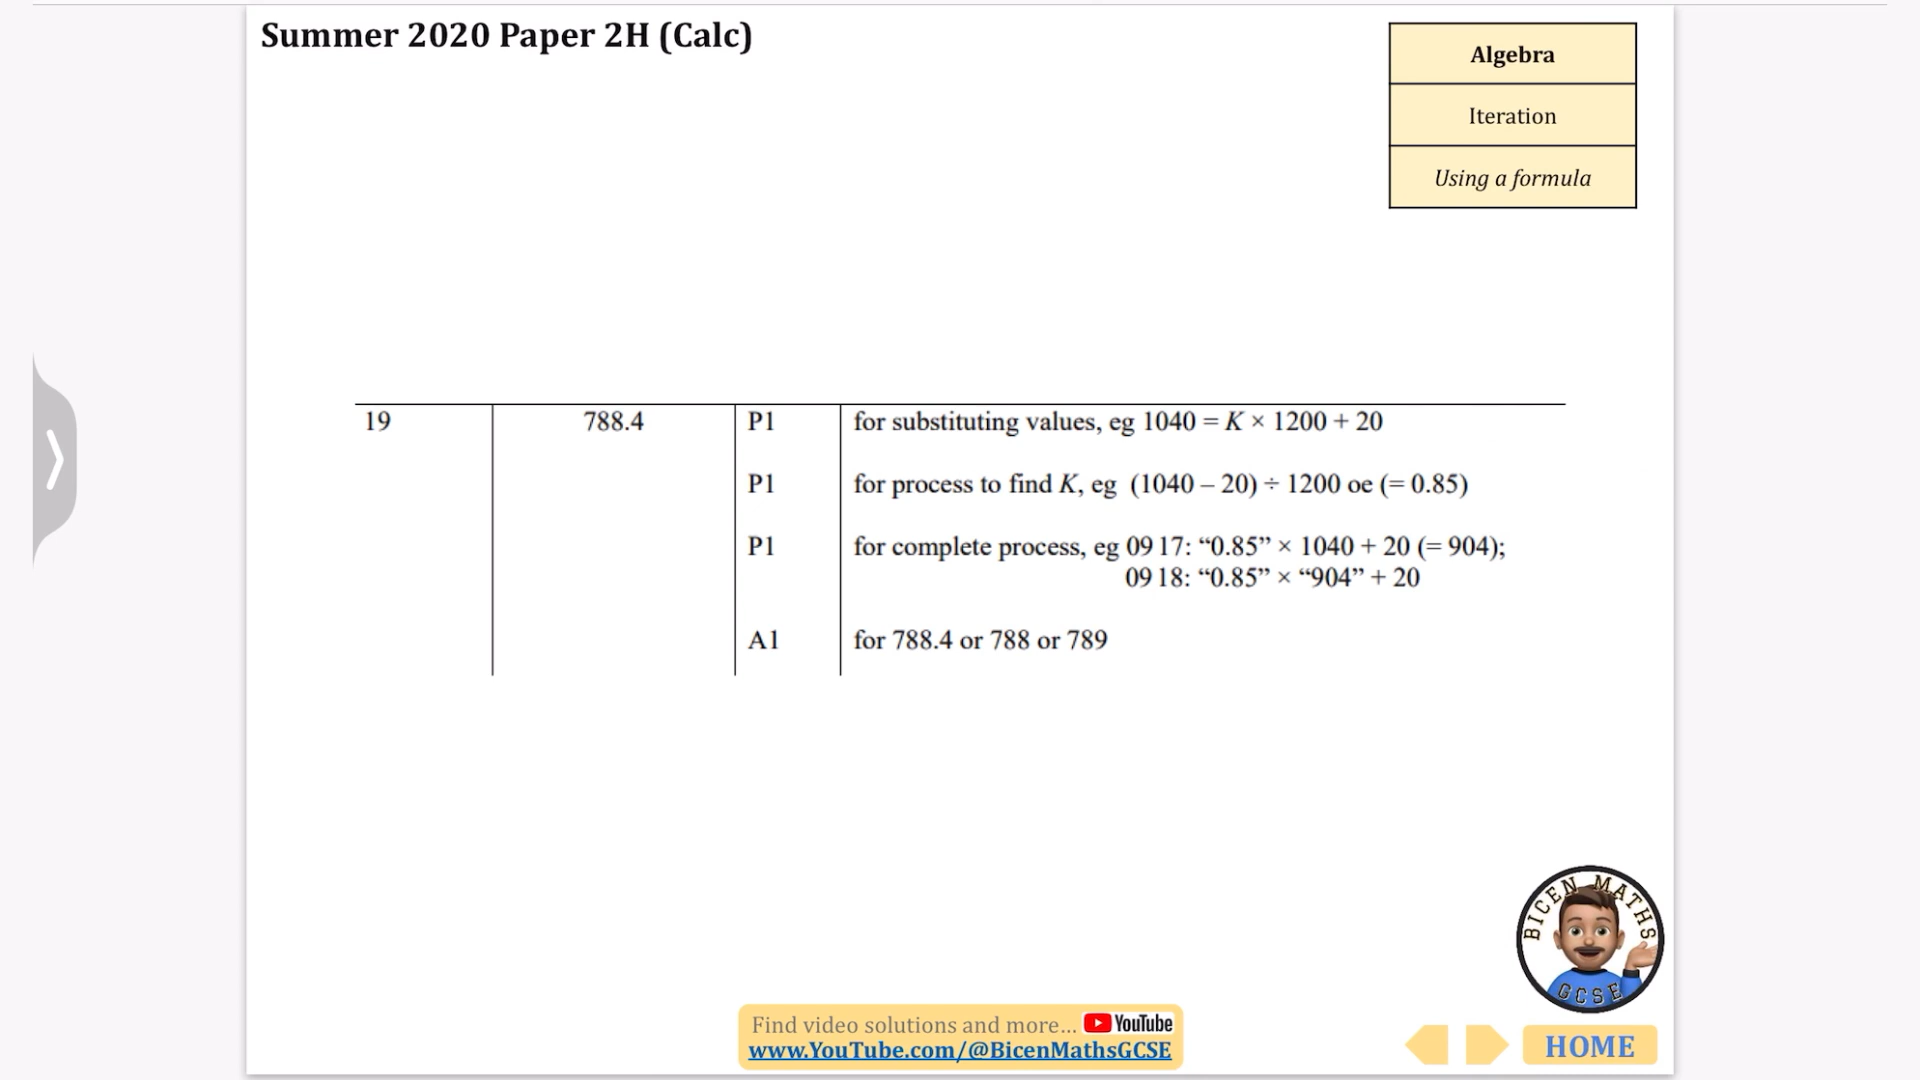 Summer 2020 Paper 2H (Calc)
Algebra
Iteration
Using a formula
19 788.4 P1 for substituting values, eg 1040 = K × 1200 + 20
P1 for process to find K, eg (1040 – 20) ÷ 1200 oe (= 0.85)
P1 for complete process, eg 09 17: “0.85” × 1040 + 20 (= 904);
09 18: “0.85” × “904” + 20
A1 for 788.4 or 788 or 789
BICEN MATHS
GCSE
Find video solutions and more... YouTube
www.YouTube.com/@BicenMathsGCSE
HOME